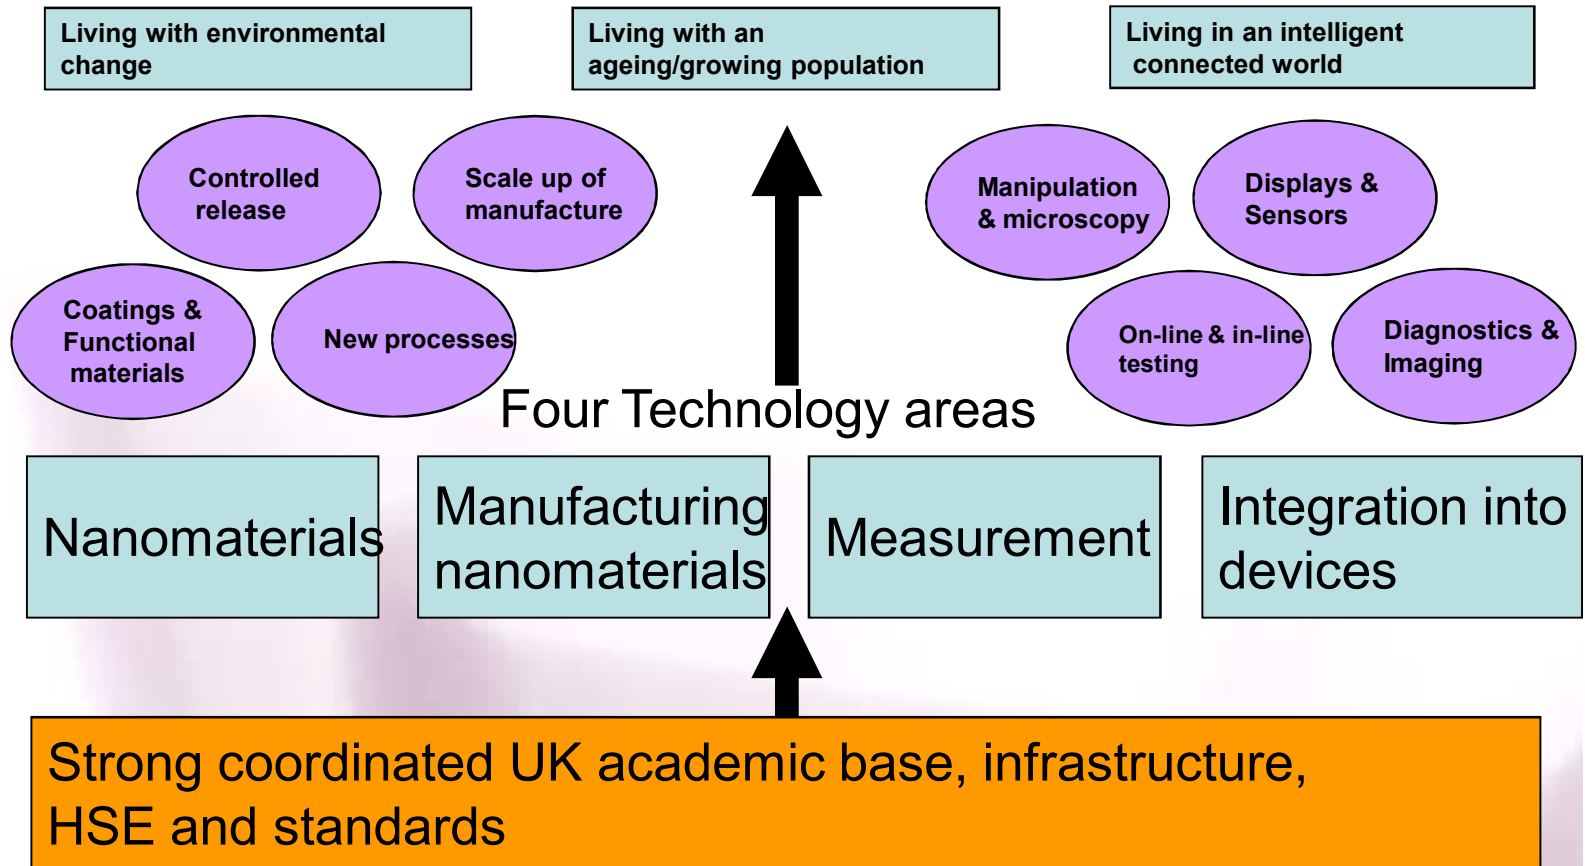 Living with environmental
change
Living with an
ageing/growing population
Living in an intelligent
connected world
Controlled
release
Scale up of
manufacture
Manipulation
& microscopy
Displays &
Sensors
Coatings &
Functional
materials
New processes
On-line & in-line
testing
Diagnostics &
Imaging
Four Technology areas
Nanomaterials
Manufacturing
nanomaterials
Measurement
Integration into
devices
Strong coordinated UK academic base, infrastructure,
HSE and standards